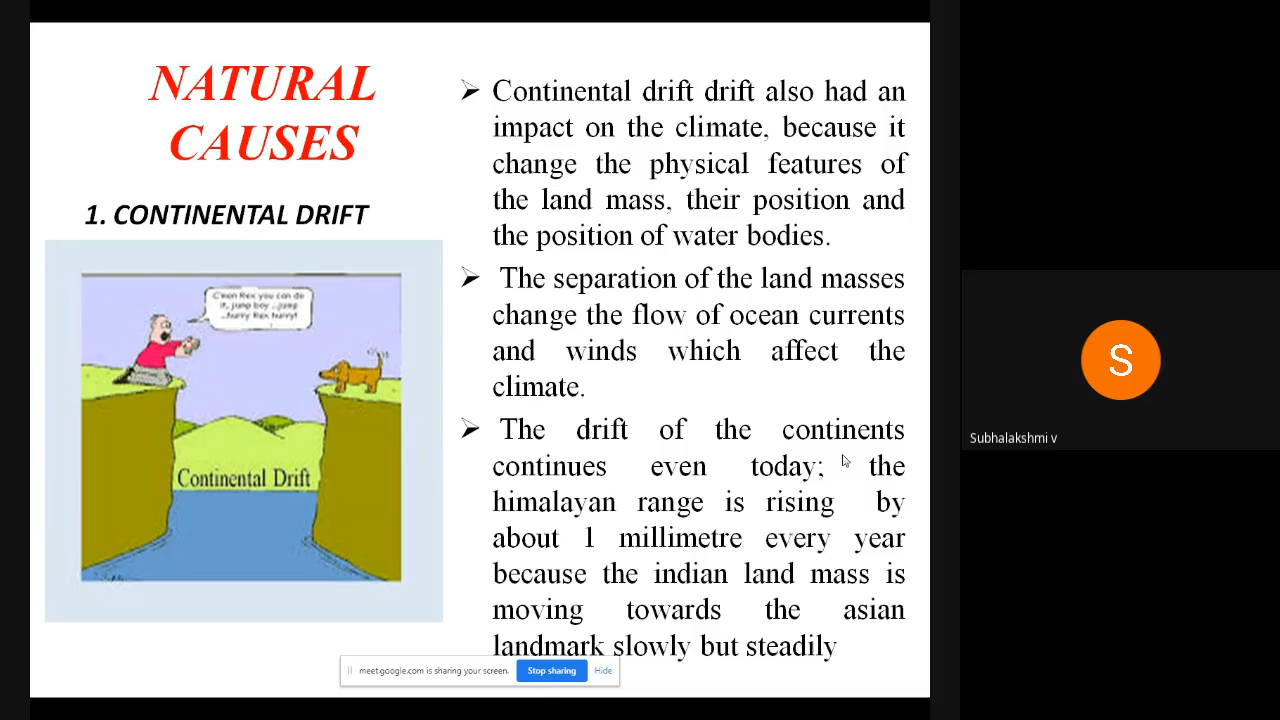 NATURAL
CAUSES
1. CONTINENTAL DRIFT
C'mon Rex you can do
it, jump boy ...jump
...hurry Rex hurry!
Continental Drift
➢ Continental drift drift also had an
impact on the climate, because it
change the physical features of
the land mass, their position and
the position of water bodies.
➢ The separation of the land masses
change the flow of ocean currents
and winds which affect the
climate.
➢ The drift of the continents
continues even today; the
himalayan range is rising by
about 1 millimetre every year
because the indian land mass is
moving towards the asian
landmark slowly but steadily
meet.google.com is sharing your screen. Stop sharing Hide
S
Subhalakshmi v